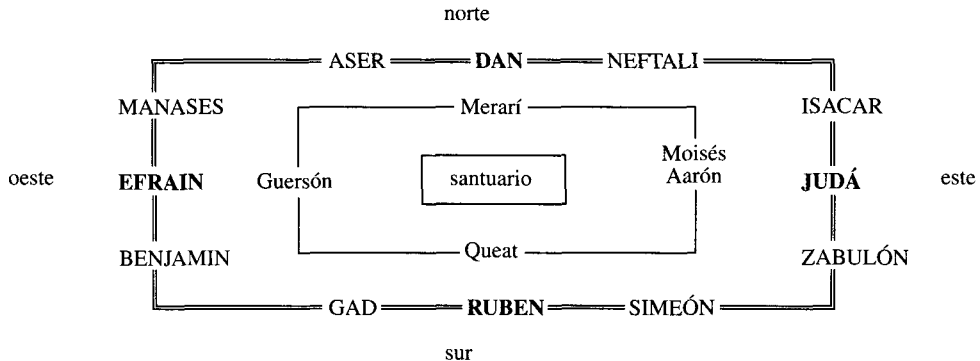 norte
ASER DAN NEFTALI
MANASES Merarí ISACAR
Moisés
oeste EFRAIN Guersón santuario Aarón JUDÁ este
BENJAMIN Queat ZABULÓN
GAD RUBEN SIMEÓN
sur